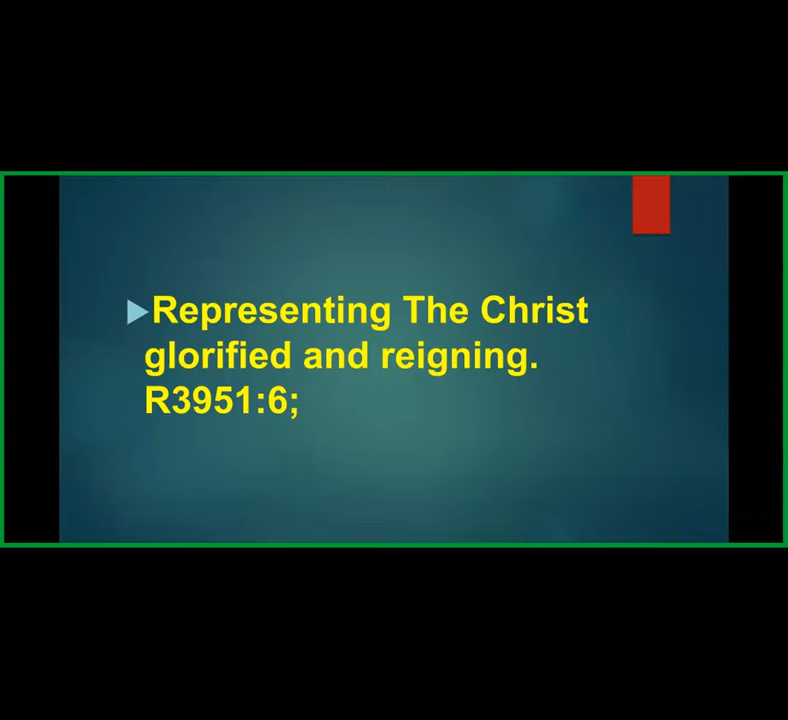 Representing The Christ
glorified and reigning.
R3951:6;